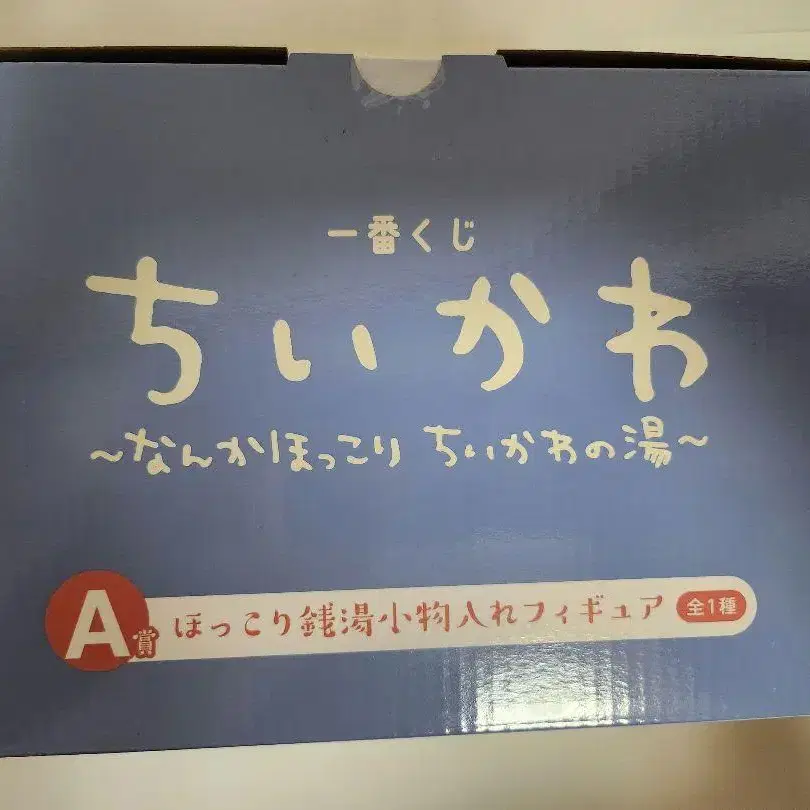 一番くじ
ちいかわ
~なんかほっこり ちいかわの湯~
A賞 ほっこり銭湯小物入れフィギュア 全1種